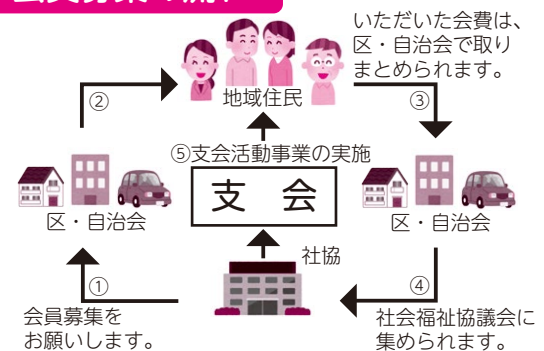 いただいた会費は、
区・自治会で取り
まとめられます。
②
地域住民
③
⑤支会活動事業の実施
支 会
区・自治会
区・自治会
社協
①
④
会員募集を
お願いします。
社会福祉協議会に
集められます。